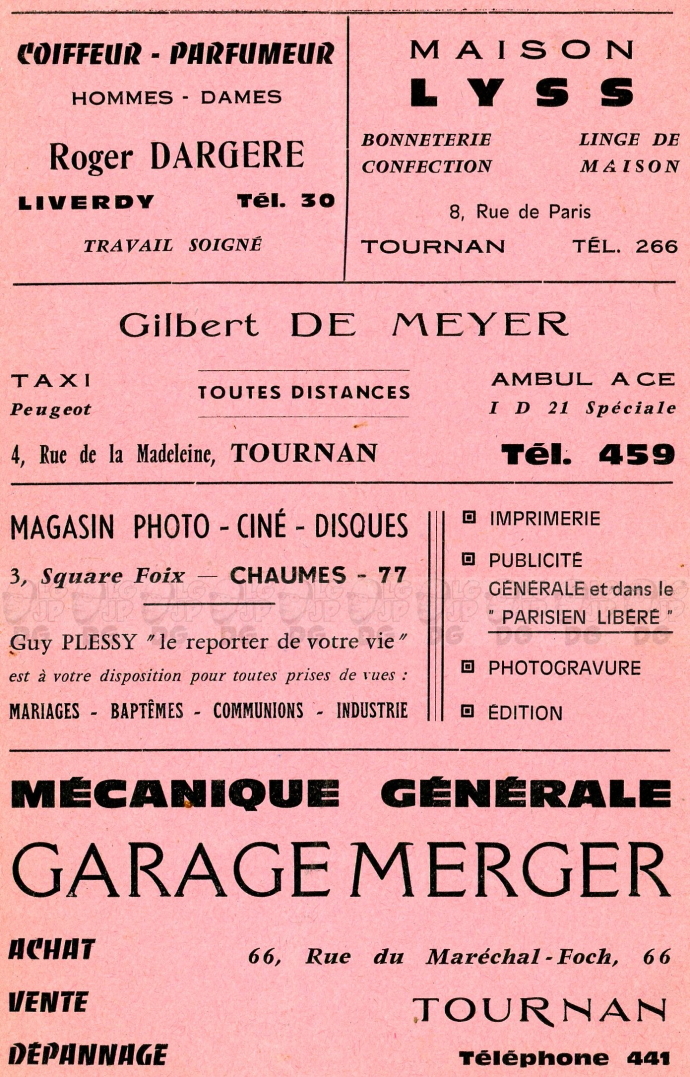 COIFFEUR - PARFUMEUR
HOMMES - DAMES
Roger DARGERE
LIVERDY Tél. 30
TRAVAIL SOIGNÉ
MAISON
LYSS
BONNETERIE LINGE DE
CONFECTION MAISON
8, Rue de Paris
TOURNAN TÉL. 266
Gilbert DE MEYER
TAXI
Peugeot
TOUTES DISTANCES
AMBUL ACE
I D 21 Spéciale
4, Rue de la Madeleine, TOURNAN Tél. 459
MAGASIN PHOTO - CINÉ - DISQUES
3, Square Foix — CHAUMES - 77
Guy PLESSY "le reporter de votre vie"
est à votre disposition pour toutes prises de vues :
MARIAGES - BAPTÊMES - COMMUNIONS - INDUSTRIE
IMPRIMERIE
PUBLICITÉ
GÉNÉRALE et dans le
" PARISIEN LIBÉRÉ "
PHOTOGRAVURE
ÉDITION
MÉCANIQUE GÉNÉRALE
GARAGE MERGER
ACHAT
66, Rue du Maréchal-Foch, 66
VENTE
TOURNAN
DÉPANNAGE
Téléphone 441